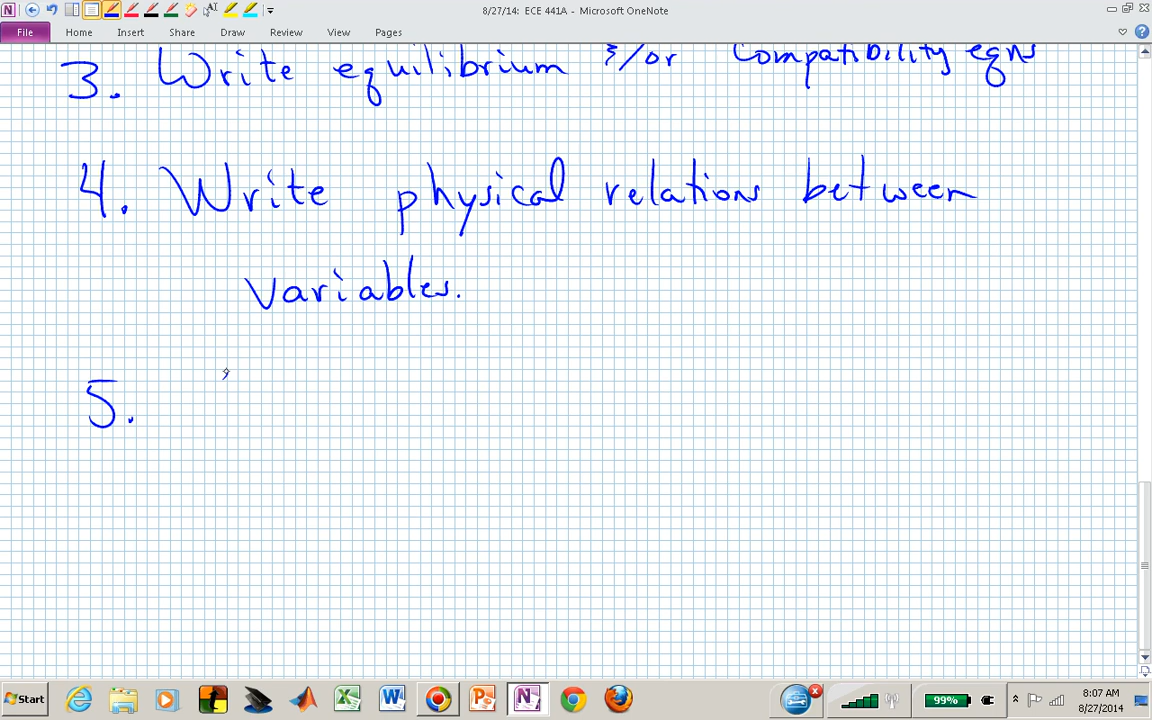 8/27/14: ECE 441A - Microsoft OneNote
File Home Insert Share Draw Review View Pages
3. Write equilibrium &/or Compatibility eqns
4. Write physical relations between
variables.
5.
Start
99%
8:07 AM
8/27/2014